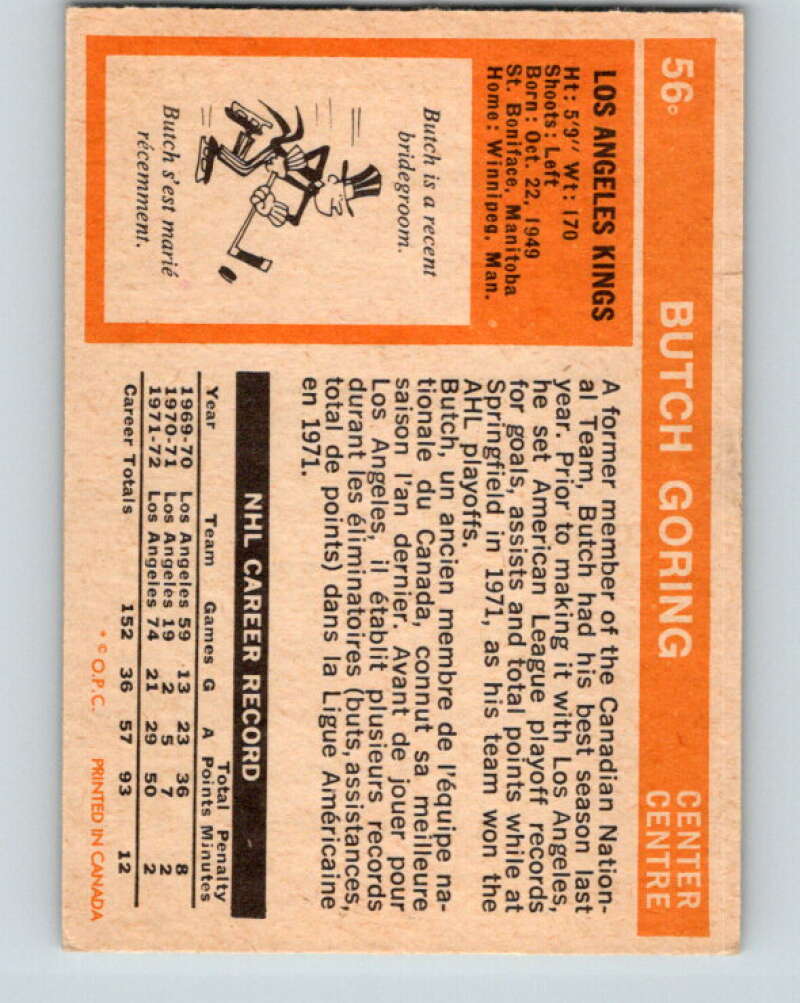 56
BUTCH GORING
CENTER
CENTRE
LOS ANGELES KINGS
Ht: 5'9" Wt: 170
Shoots: Left
Born: Oct. 22, 1949
St. Boniface, Manitoba
Home: Winnipeg, Man.
Butch is a recent
bridegroom.
Butch s'est marié
récemment.
A former member of the Canadian Nation-
al Team, Butch had his best season last
year. Prior to making it with Los Angeles,
he set American League playoff records
for goals, assists and total points while at
Springfield in 1971, as his team won the
AHL playoffs.
Butch, un ancien membre de l'équipe na-
tionale du Canada, connut sa meilleure
saison l'an dernier. Avant de jouer pour
Los Angeles, il établit plusieurs records
durant les éliminatoires (buts, assistances,
total de points) dans la Ligue Américaine
en 1971.
NHL CAREER RECORD
Total Penalty
Year Team Games G A Points Minutes
1969-70 Los Angeles 59 13 23 36 8
1970-71 Los Angeles 19 2 5 7 2
1971-72 Los Angeles 74 21 29 50 2
Career Totals 152 36 57 93 12
* © O.P.C. PRINTED IN CANADA